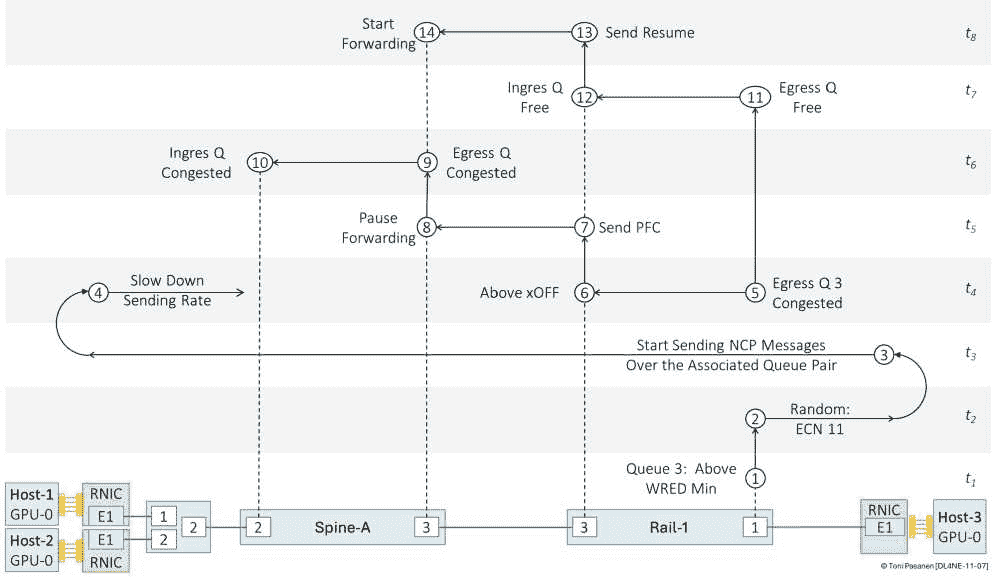 Start
Forwarding
14
13
Send Resume
t8
Ingres Q
Free
12
11
Egress Q
Free
t7
Ingres Q
Congested
10
9
Egress Q
Congested
t6
Pause
Forwarding
8
7
Send PFC
t5
4
Slow Down
Sending Rate
Above xOFF
6
5
Egress Q 3
Congested
t4
Start Sending NCP Messages
Over the Associated Queue Pair
3
t3
2
Random:
ECN 11
t2
Queue 3: Above
WRED Min
1
t1
Host-1
GPU-0
RNIC
E1
1
2
Host-2
GPU-0
E1
RNIC
2
2
Spine-A
3
3
Rail-1
1
RNIC
E1
Host-3
GPU-0
© Toni Pasanen [DL4NE-11-07]